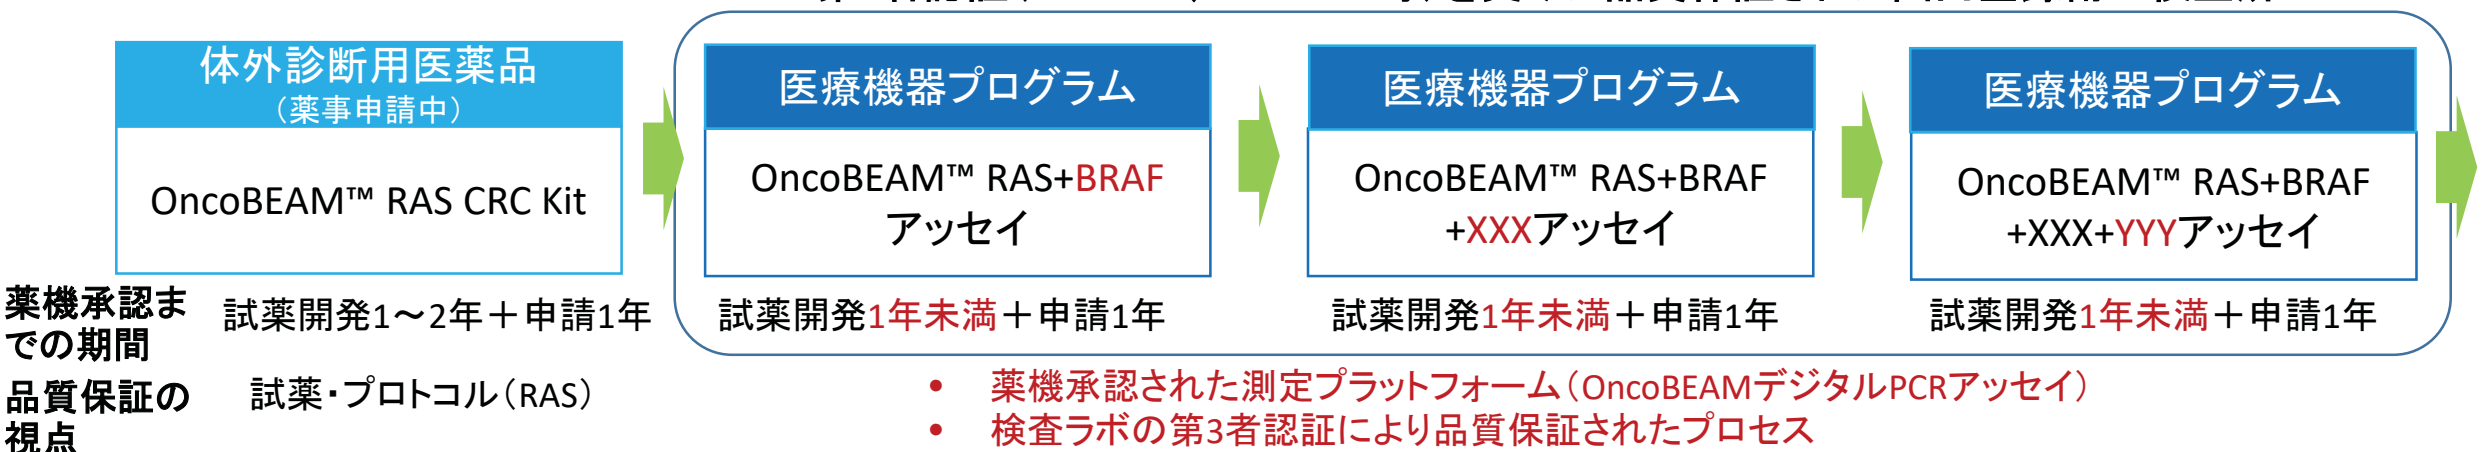 体外診断用医薬品
（薬事申請中）
OncoBEAM™ RAS CRC Kit
医療機器プログラム
OncoBEAM™ RAS+BRAF
アッセイ
医療機器プログラム
OncoBEAM™ RAS+BRAF
+XXXアッセイ
医療機器プログラム
OncoBEAM™ RAS+BRAF
+XXX+YYYアッセイ
薬機承認ま
での期間
試薬開発1～2年＋申請1年
試薬開発1年未満＋申請1年
試薬開発1年未満＋申請1年
試薬開発1年未満＋申請1年
品質保証の
視点
試薬・プロトコル（RAS）
• 薬機承認された測定プラットフォーム（OncoBEAMデジタルPCRアッセイ）
• 検査ラボの第3者認証により品質保証されたプロセス